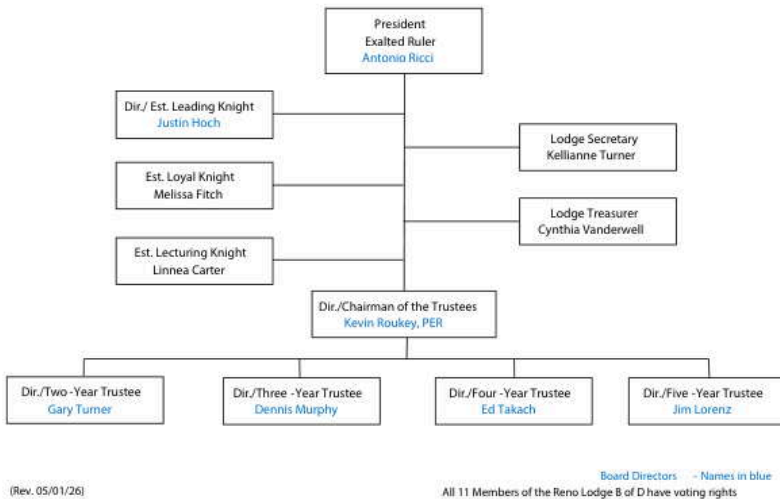 President
Exalted Ruler
Antonio Ricci
Dir./ Est. Leading Knight
Justin Hoch
Lodge Secretary
Kellianne Turner
Est. Loyal Knight
Melissa Fitch
Lodge Treasurer
Cynthia Vanderwell
Est. Lecturing Knight
Linnea Carter
Dir./Chairman of the Trustees
Kevin Roukey, PER
Dir./Two -Year Trustee
Gary Turner
Dir./Three -Year Trustee
Dennis Murphy
Dir./Four -Year Trustee
Ed Takach
Dir./Five -Year Trustee
Jim Lorenz
Board Directors - Names in blue
(Rev. 05/01/26)
All 11 Members of the Reno Lodge B of D have voting rights